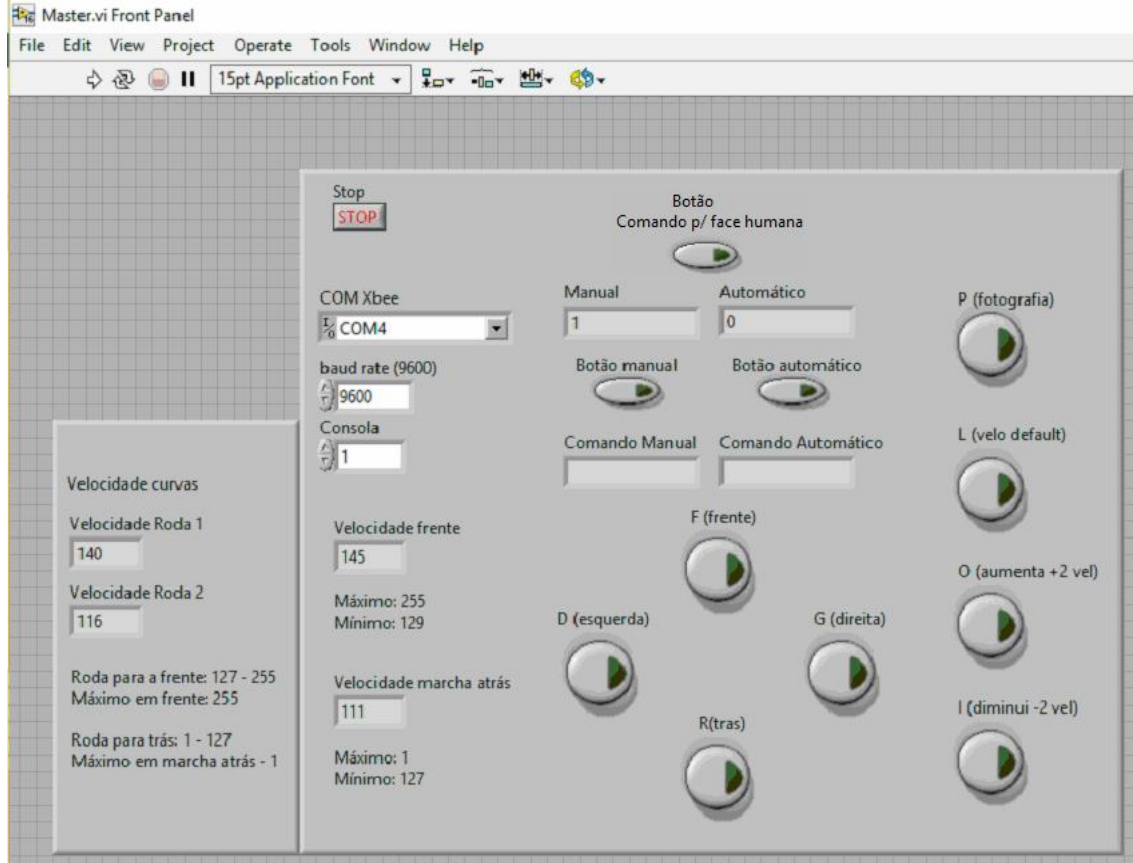 Master.vi Front Panel
File Edit View Project Operate Tools Window Help
15pt Application Font
Stop
STOP
Botão
Comando p/ face humana
COM Xbee
COM4
Manual
1
Automático
0
P (fotografia)
baud rate (9600)
9600
Botão manual
Botão automático
Consola
1
Comando Manual
Comando Automático
L (velo default)
Velocidade curvas
Velocidade Roda 1
140
Velocidade Roda 2
116
Roda para a frente: 127 - 255
Máximo em frente: 255
Roda para trás: 1 - 127
Máximo em marcha atrás - 1
Velocidade frente
145
Máximo: 255
Mínimo: 129
Velocidade marcha atrás
111
Máximo: 1
Mínimo: 127
F (frente)
D (esquerda)
G (direita)
R(tras)
O (aumenta +2 vel)
I (diminui -2 vel)